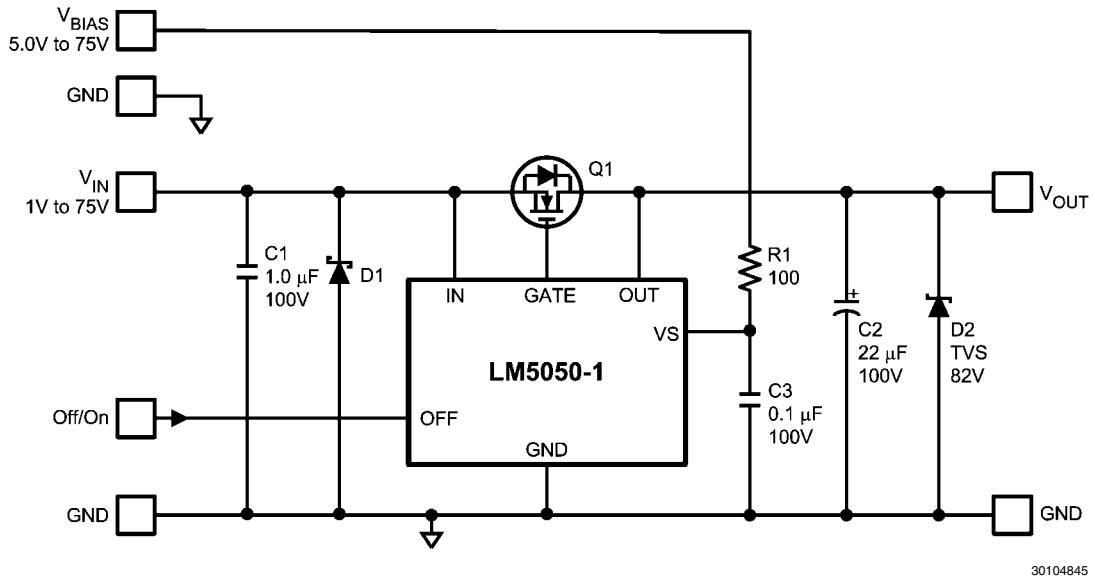 VBIAS
5.0V to 75V
GND
VIN
1V to 75V
Q1
VOUT
C1
1.0 μF
100V
D1
IN
GATE
OUT
VS
R1
100
C2
22 μF
100V
+
D2
TVS
82V
LM5050-1
C3
0.1 μF
100V
Off/On
OFF
GND
GND
GND
30104845